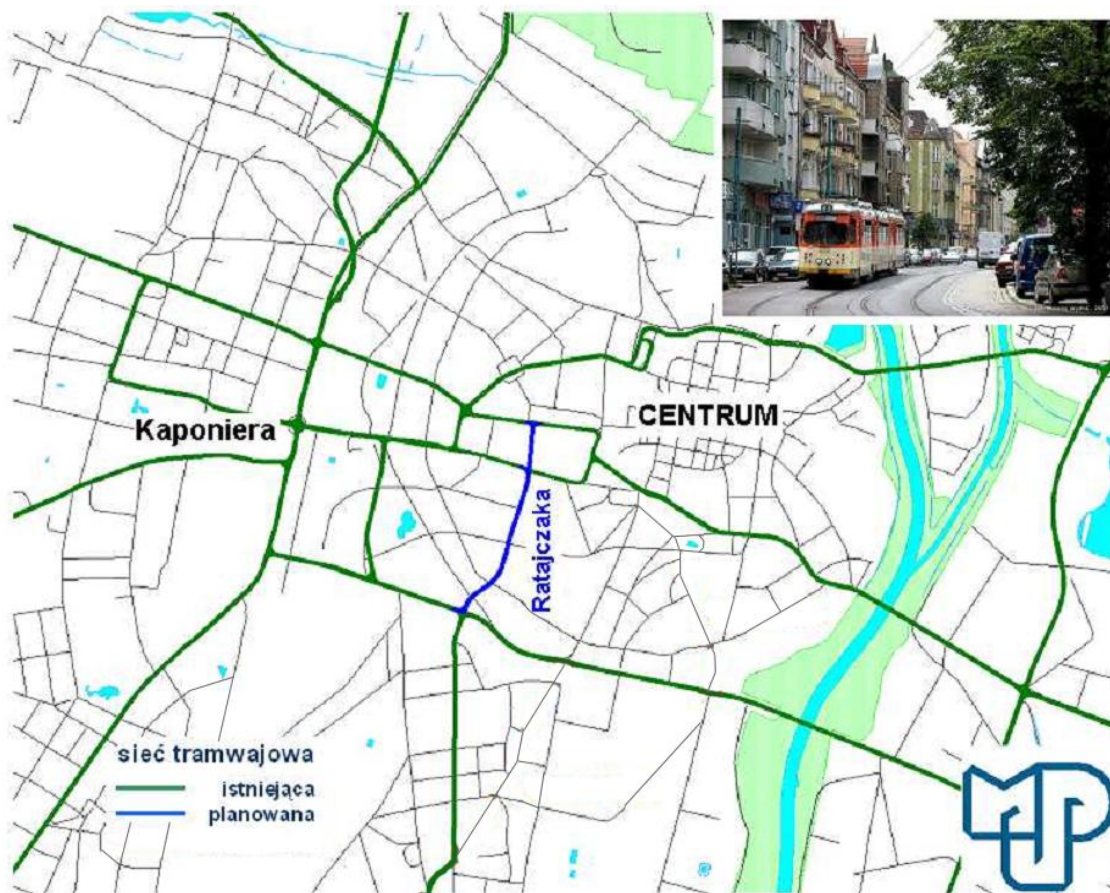 Kaponiera
CENTRUM
Ratajczaka
sieć tramwajowa
istniejąca
planowana